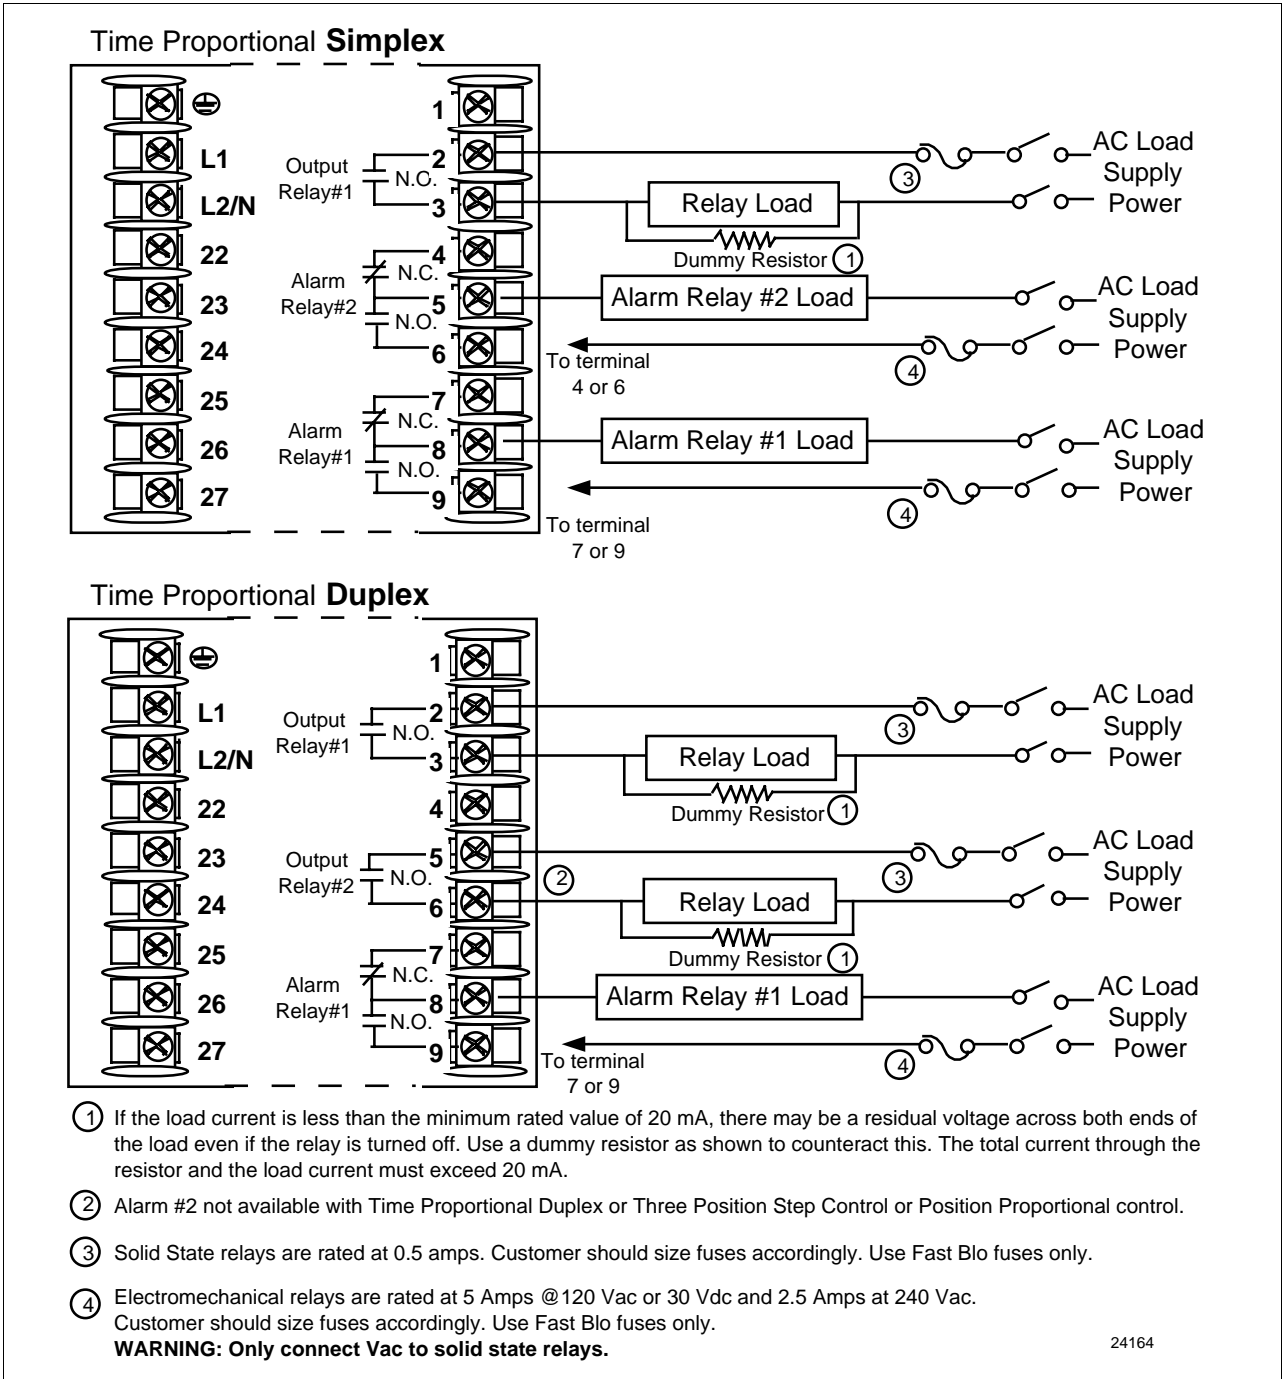 Time Proportional Simplex
1
L1
Output
Relay#1
N.O.
2
3
AC Load
Supply
Power
L2/N
3
Relay Load
Dummy Resistor 1
22
4
N.C.
Alarm
Relay#2
23
5
N.O.
Alarm Relay #2 Load
AC Load
Supply
Power
24
6
To terminal
4 or 6
4
25
7
N.C.
Alarm
Relay#1
26
8
N.O.
Alarm Relay #1 Load
AC Load
Supply
Power
27
9
To terminal
7 or 9
4
Time Proportional Duplex
1
L1
Output
Relay#1
N.O.
2
3
AC Load
Supply
Power
L2/N
3
Relay Load
Dummy Resistor 1
22
4
23
Output
Relay#2
N.O.
5
2
3
AC Load
Supply
Power
24
6
Relay Load
Dummy Resistor 1
25
7
N.C.
Alarm
Relay#1
26
8
N.O.
Alarm Relay #1 Load
AC Load
Supply
Power
27
9
To terminal
7 or 9
4
1 If the load current is less than the minimum rated value of 20 mA, there may be a residual voltage across both ends of
the load even if the relay is turned off. Use a dummy resistor as shown to counteract this. The total current through the
resistor and the load current must exceed 20 mA.
2 Alarm #2 not available with Time Proportional Duplex or Three Position Step Control or Position Proportional control.
3 Solid State relays are rated at 0.5 amps. Customer should size fuses accordingly. Use Fast Blo fuses only.
4 Electromechanical relays are rated at 5 Amps @120 Vac or 30 Vdc and 2.5 Amps at 240 Vac.
Customer should size fuses accordingly. Use Fast Blo fuses only.
WARNING: Only connect Vac to solid state relays.
24164